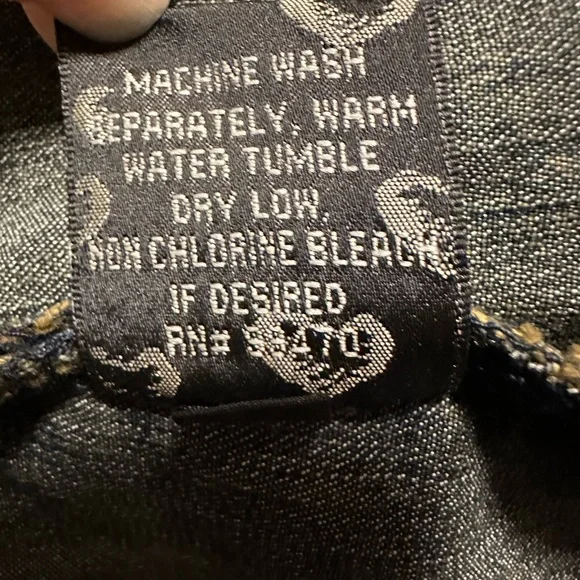 MACHINE WASH
SEPARATELY, WARM
WATER TUMBLE
DRY LOW.
NON CHLORINE BLEACH
IF DESIRED
RN#